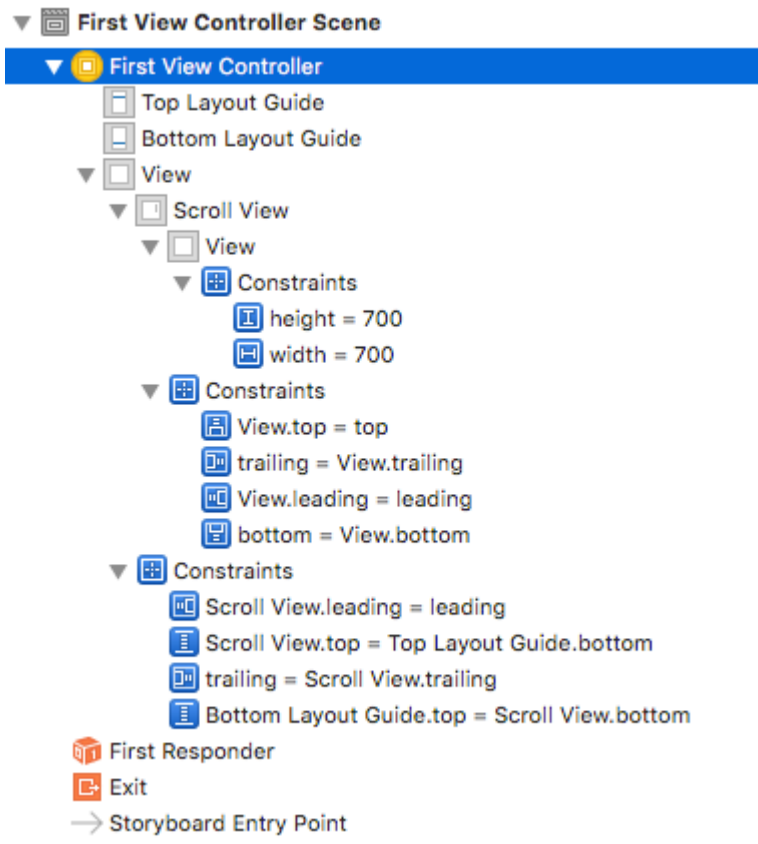 First View Controller Scene
First View Controller
Top Layout Guide
Bottom Layout Guide
View
Scroll View
View
Constraints
height = 700
width = 700
Constraints
View.top = top
trailing = View.trailing
View.leading = leading
bottom = View.bottom
Constraints
Scroll View.leading = leading
Scroll View.top = Top Layout Guide.bottom
trailing = Scroll View.trailing
Bottom Layout Guide.top = Scroll View.bottom
First Responder
Exit
Storyboard Entry Point